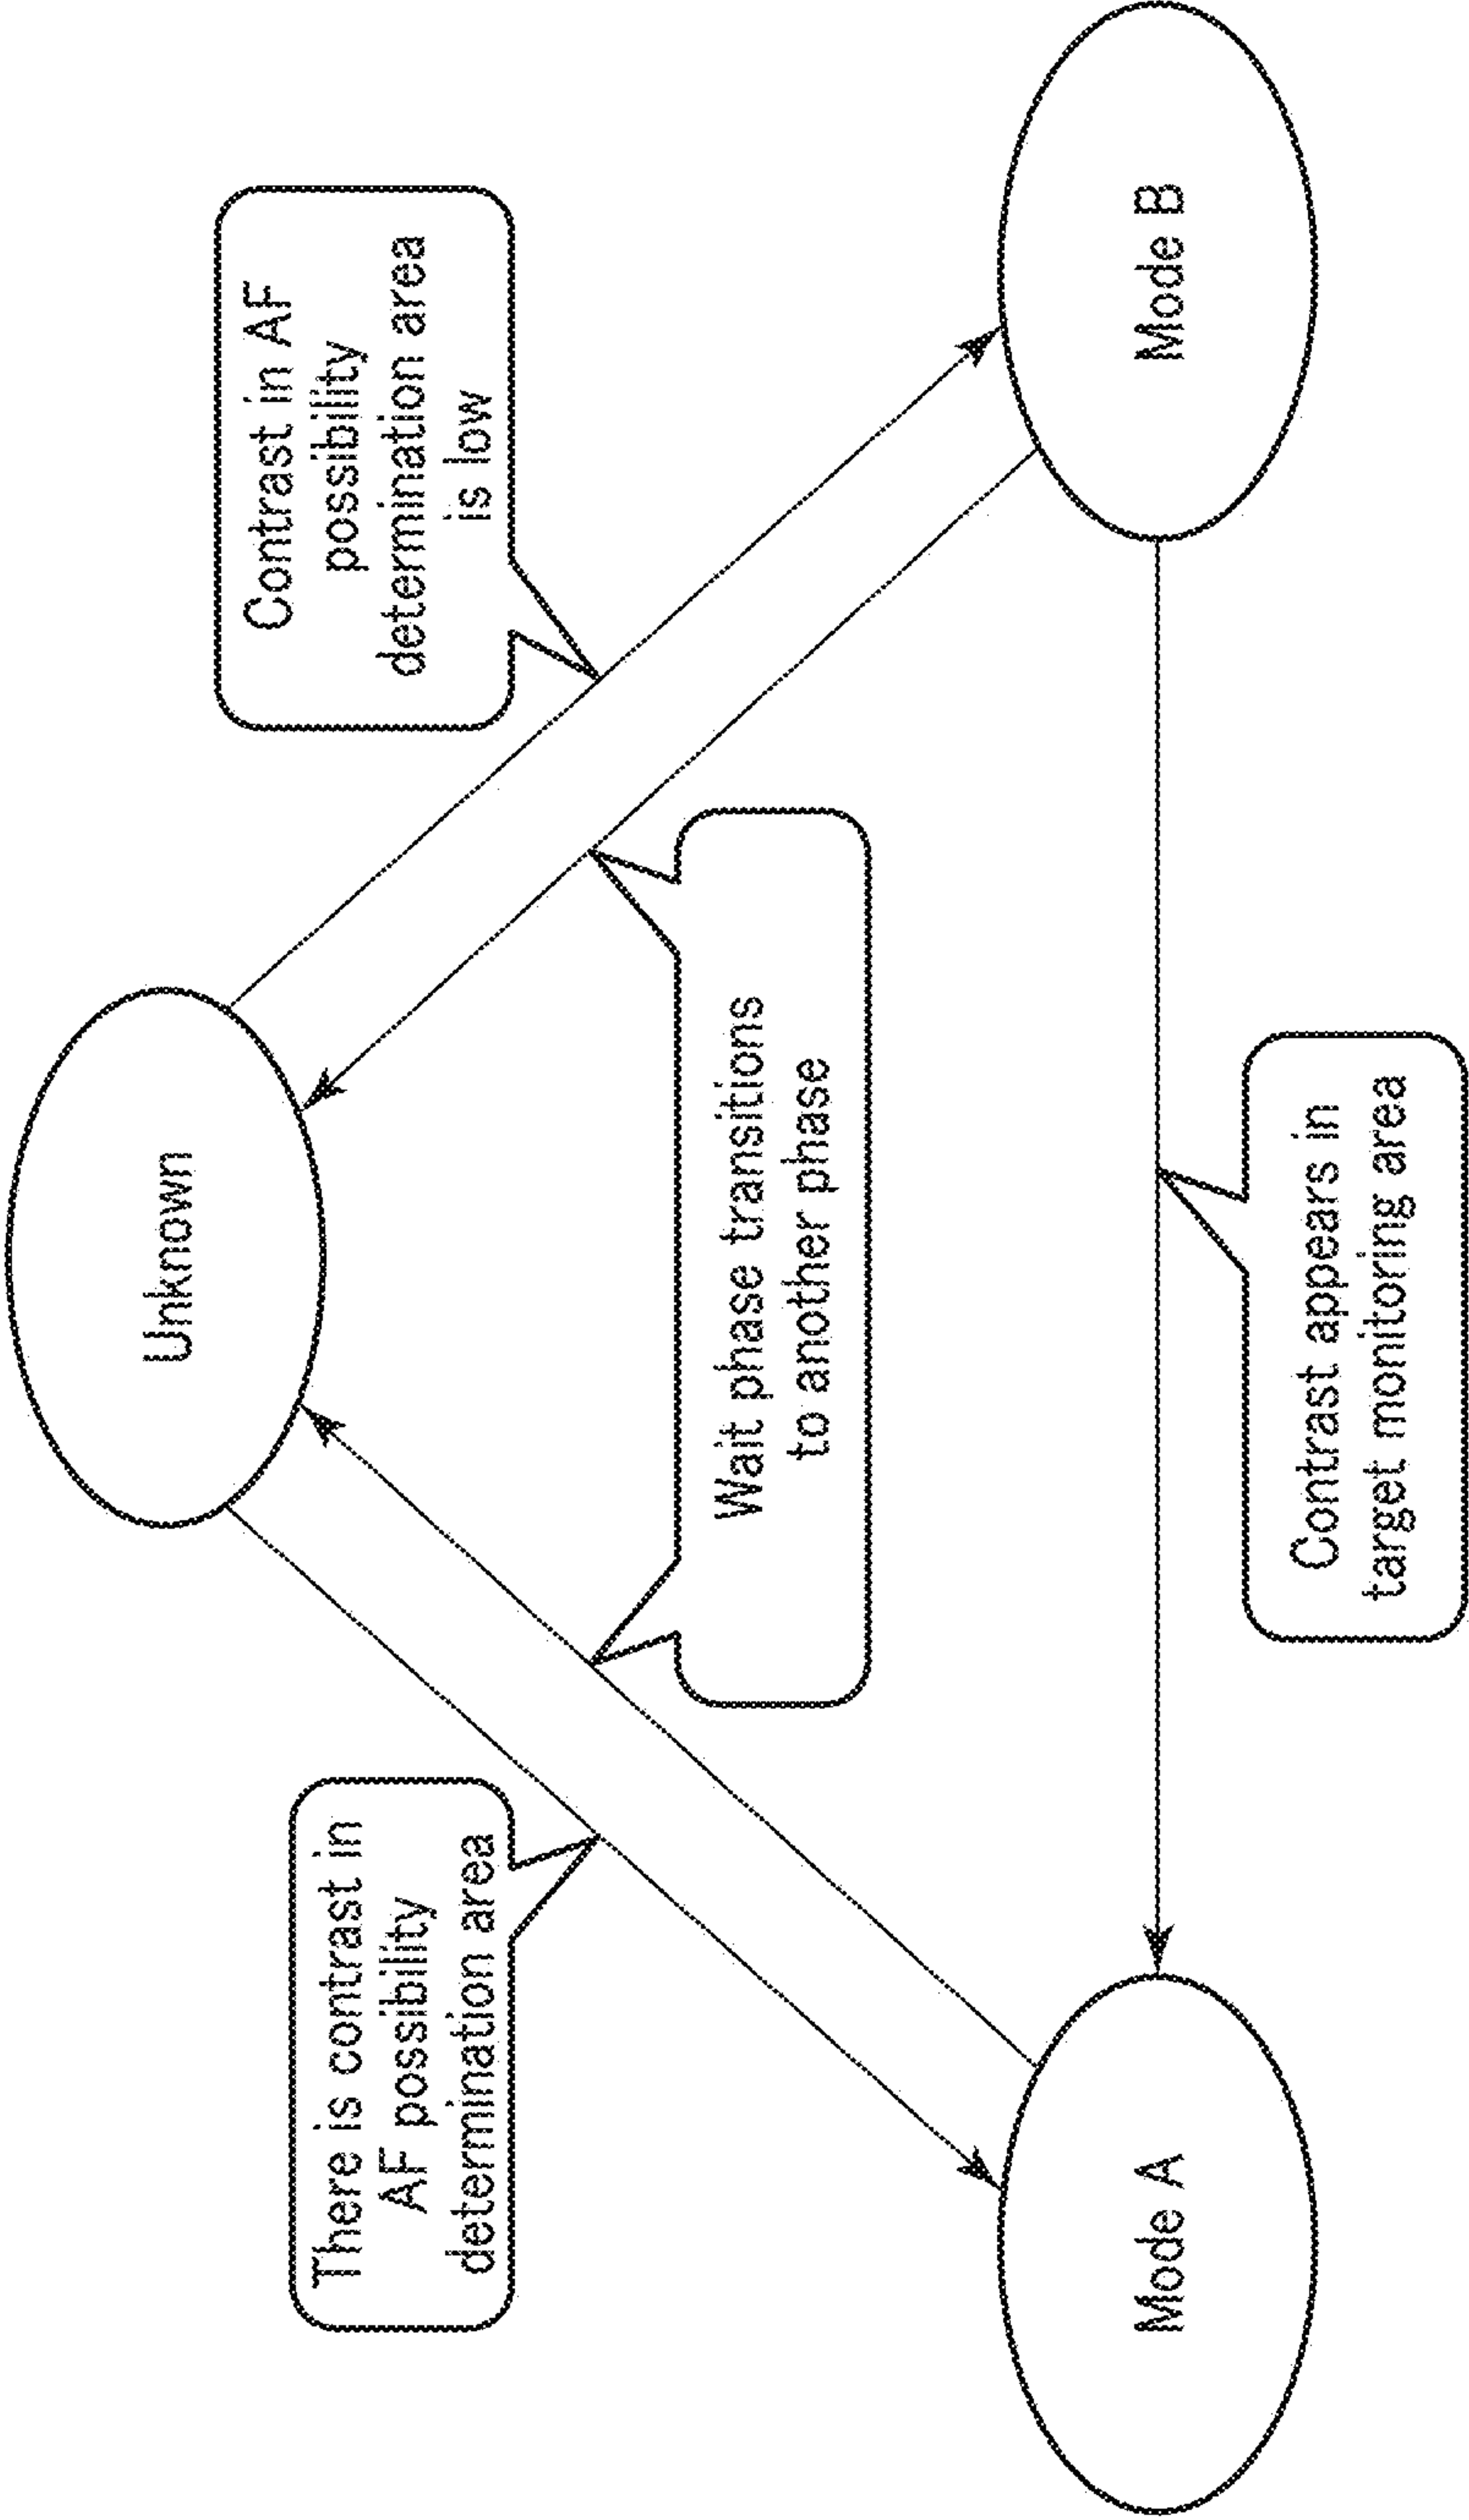 Unknown
There is contrast in
AF possibility
determination area
Contrast in AF
possibility
determination area
is low
Wait phase transitions
to another phase
Mode A
Mode B
Contrast appears in
target monitoring area